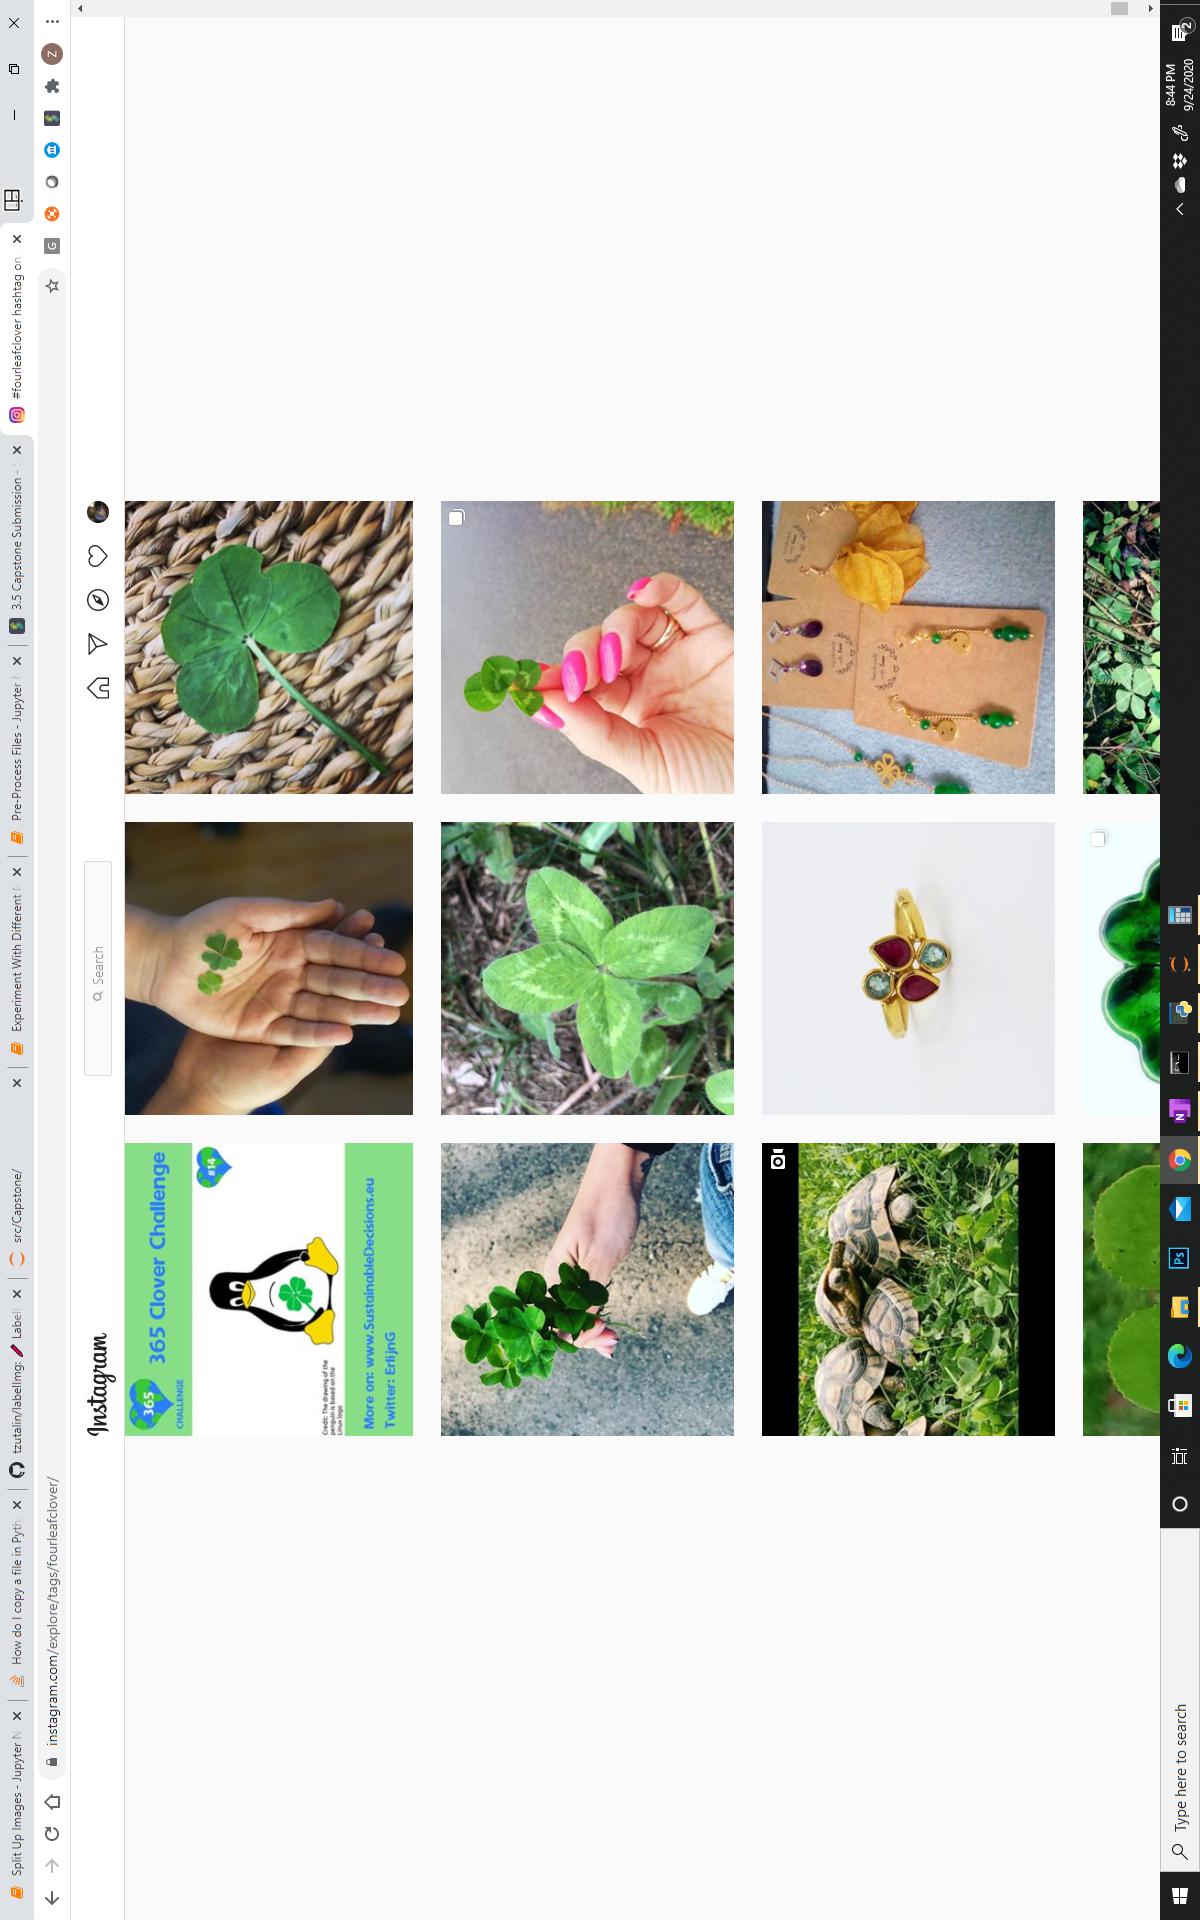 Split Up Images - Jupyter N
How do I copy a file in Pyth
tzutalin/labelImg: Labell
src/Capstone/
Experiment With Different
Pre-Process Files - Jupyter
3.5 Capstone Submission -
#fourleafclover hashtag on
instagram.com/explore/tags/fourleafclover/
G
Z
Instagram
Search
365
CHALLENGE
365 Clover Challenge
#14
Credit: The drawing of the
penguin is based on the
Linux logo
More on: www.SustainableDecisions.eu
Twitter: ErlijnG
Type here to search
Ps
N
8:44 PM
9/24/2020
2